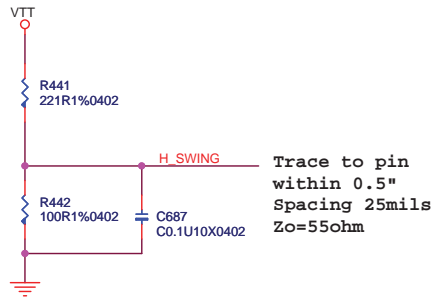 VTT
R441
221R1%0402
H_SWING
Trace to pin
within 0.5"
Spacing 25mils
Zo=55ohm
R442
100R1%0402
C687
C0.1U10X0402